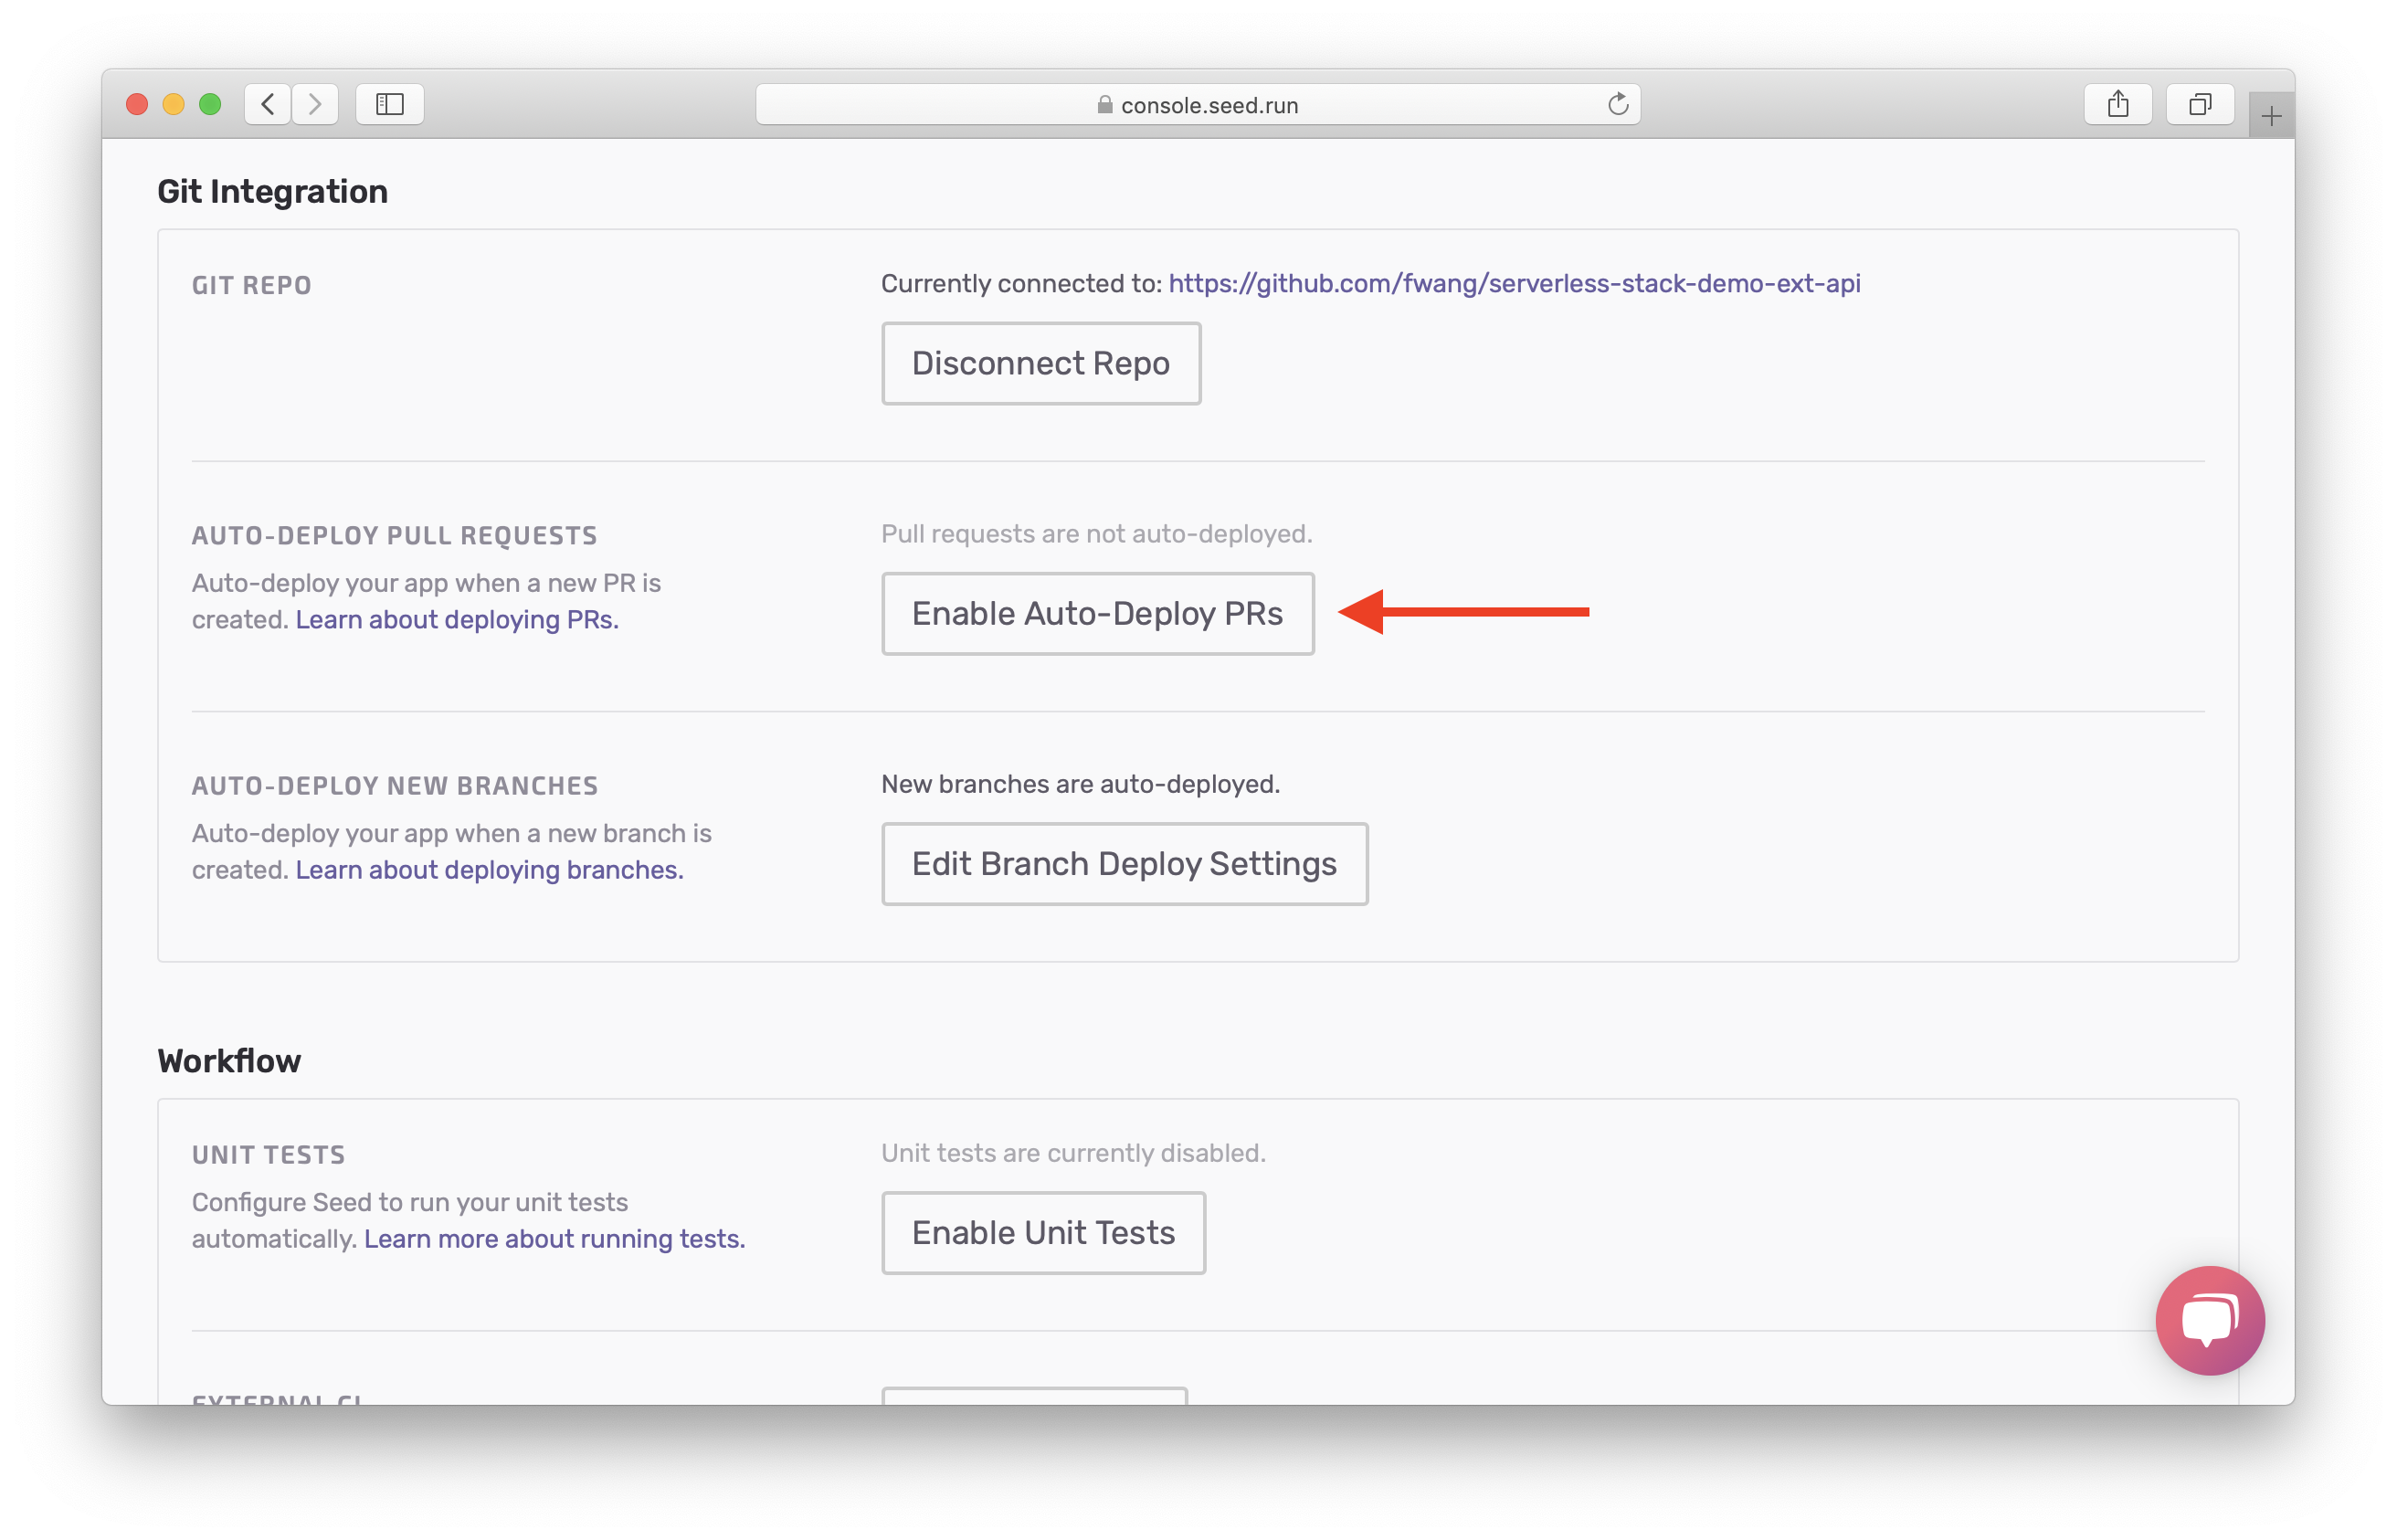 console.seed.run
Git Integration
GIT REPO
Currently connected to: https://github.com/fwang/serverless-stack-demo-ext-api
Disconnect Repo
AUTO-DEPLOY PULL REQUESTS
Auto-deploy your app when a new PR is
created. Learn about deploying PRs.
Pull requests are not auto-deployed.
Enable Auto-Deploy PRs
AUTO-DEPLOY NEW BRANCHES
Auto-deploy your app when a new branch is
created. Learn about deploying branches.
New branches are auto-deployed.
Edit Branch Deploy Settings
Workflow
UNIT TESTS
Configure Seed to run your unit tests
automatically. Learn more about running tests.
Unit tests are currently disabled.
Enable Unit Tests
EXTERNAL CI